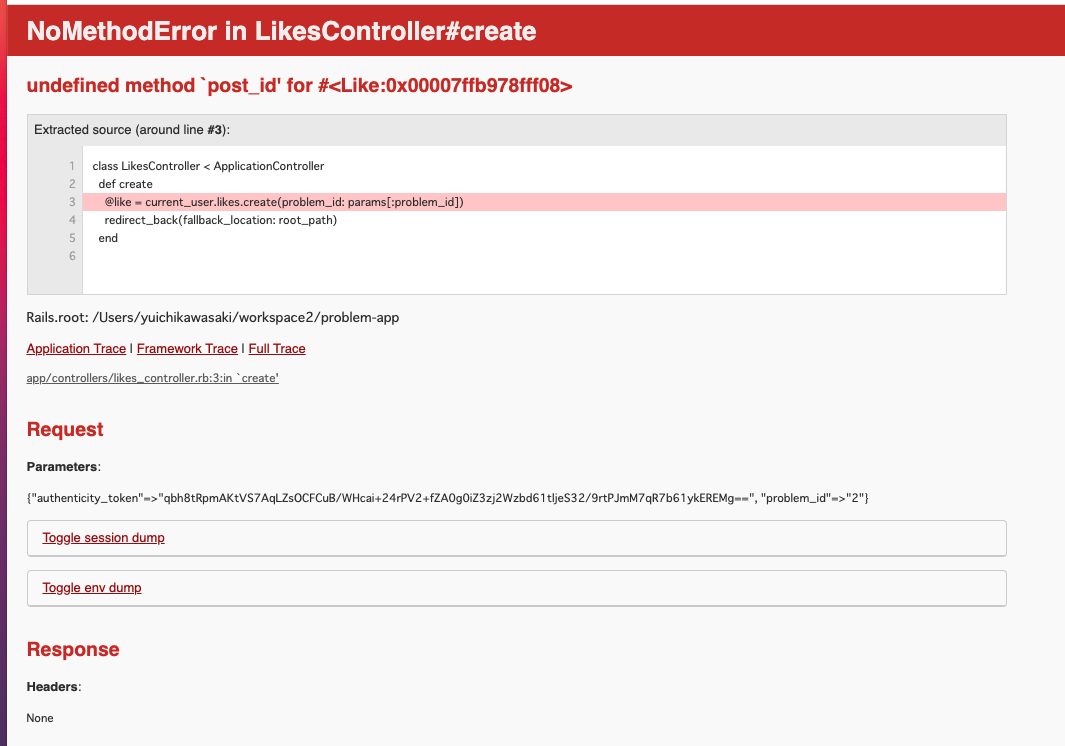 NoMethodError in LikesController#create
undefined method `post_id' for #<Like:0x00007ffb978fff08>
Extracted source (around line #3):
1 class LikesController < ApplicationController
2 def create
3 @like = current_user.likes.create(problem_id: params[:problem_id])
4 redirect_back(fallback_location: root_path)
5 end
6
Rails.root: /Users/yuichikawasaki/workspace2/problem-app
Application Trace | Framework Trace | Full Trace
app/controllers/likes_controller.rb:3:in `create'
Request
Parameters:
{"authenticity_token"=>"qbh8tRpmAKtVS7AqLZsOCFCuB/WHcai+24rPV2+fZA0g0iZ3zj2Wzbd61tljeS32/9rtPJmM7qR7b61ykEREMg==", "problem_id"=>"2"}
Toggle session dump
Toggle env dump
Response
Headers:
None